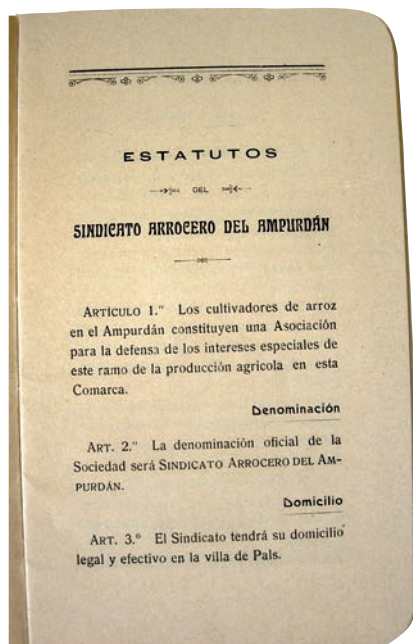 ESTATUTOS
DEL
SINDICATO ARROCERO DEL AMPURDÁN
ARTÍCULO 1.º Los cultivadores de arroz
en el Ampurdán constituyen una Asociación
para la defensa de los intereses especiales de
este ramo de la producción agrícola en esta
Comarca.
Denominación
ART. 2.º La denominación oficial de la
Sociedad será SINDICATO ARROCERO DEL AM-
PURDÁN.
Domicilio
ART. 3.º El Sindicato tendrá su domicilio
legal y efectivo en la villa de Pals.